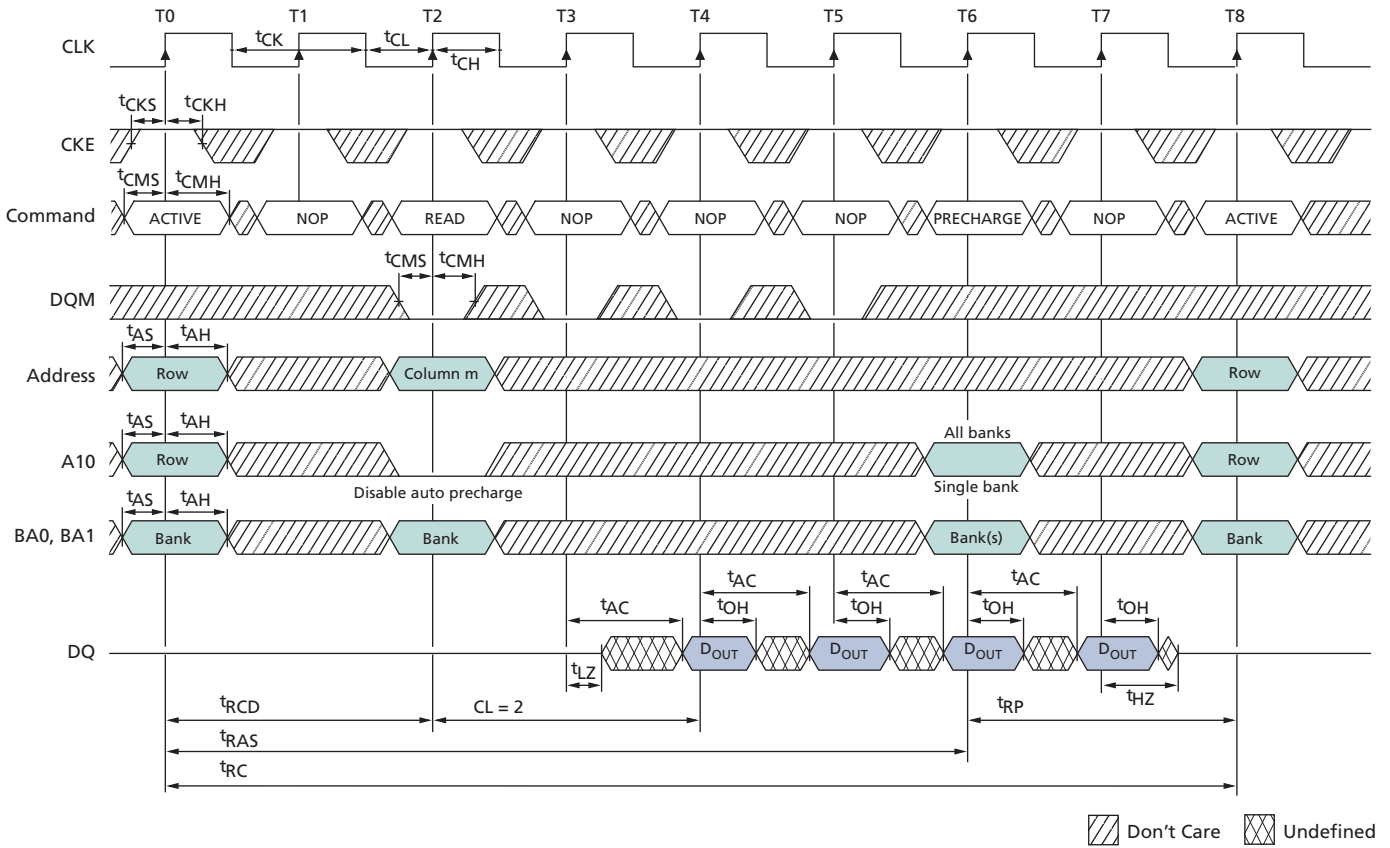 T0 T1 T2 T3 T4 T5 T6 T7 T8
CLK tCK tCL tCH
tCKS tCKH
CKE
tCMS tCMH
Command ACTIVE NOP READ NOP NOP NOP PRECHARGE NOP ACTIVE
tCMS tCMH
DQM
tAS tAH
Address Row Column m Row
tAS tAH All banks
A10 Row Row
Disable auto precharge Single bank
tAS tAH
BA0, BA1 Bank Bank Bank(s) Bank
tAC tAC tAC tAC
tOH tOH tOH tOH
DQ DOUT DOUT DOUT DOUT
tLZ tHZ
tRCD CL = 2 tRP
tRAS
tRC
Don't Care Undefined